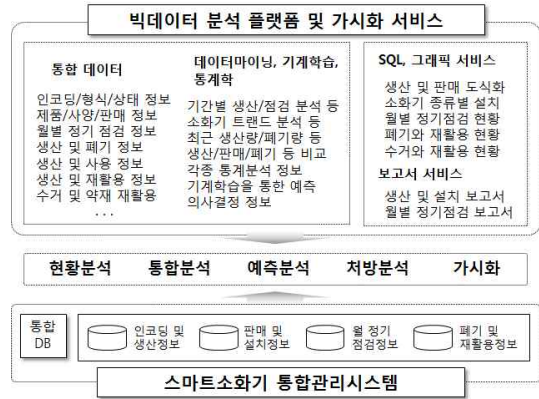 빅데이터 분석 플랫폼 및 가시화 서비스
통합 데이터
인코딩/형식/상태 정보
제품/사양/판매 정보
월별 정기 점검 정보
생산 및 폐기 정보
생산 및 사용 정보
생산 및 재활용 정보
수거 및 약재 재활용
. . .
데이터마이닝, 기계학습,
통계학
기간별 생산/점검 분석 등
소화기 트랜드 분석 등
최근 생산량/폐기량 등
생산/판매/폐기 등 비교
각종 통계분석 정보
기계학습을 통한 예측
의사결정 정보
SQL, 그래픽 서비스
생산 및 판매 도식화
소화기 종류별 설치
월별 정기점검 현황
폐기와 재활용 현황
수거와 재활용 현황
보고서 서비스
생산 및 설치 보고서
월별 정기점검 보고서
현황분석 통합분석 예측분석 처방분석 가시화
통합
DB
인코딩 및
생산정보
판매 및
설치정보
월 정기
점검정보
폐기 및
재활용정보
스마트소화기 통합관리시스템